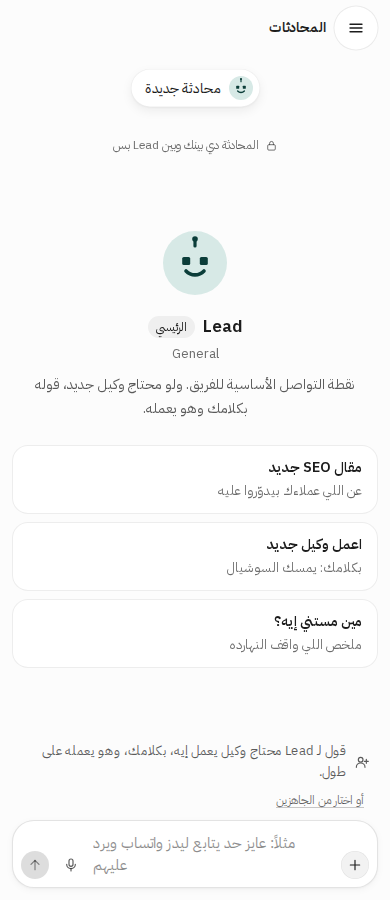 المحادثات
محادثة جديدة
المحادثة دي بينك وبين Lead بس
Lead الرئيسي
General
نقطة التواصل الأساسية للفريق. ولو محتاج وكيل جديد، قوله
بكلامك وهو يعمله.
مقال SEO جديد
عن اللي عملاءك بيدوّروا عليه
اعمل وكيل جديد
بكلامك: يمسك السوشيال
مين مستني إيه؟
ملخص اللي واقف النهارده
قول لـ Lead محتاج وكيل يعمل إيه، بكلامك، وهو يعمله على
طول.
أو اختار من الجاهزين
مثلاً: عايز حد يتابع ليدز واتساب ويرد
عليهم